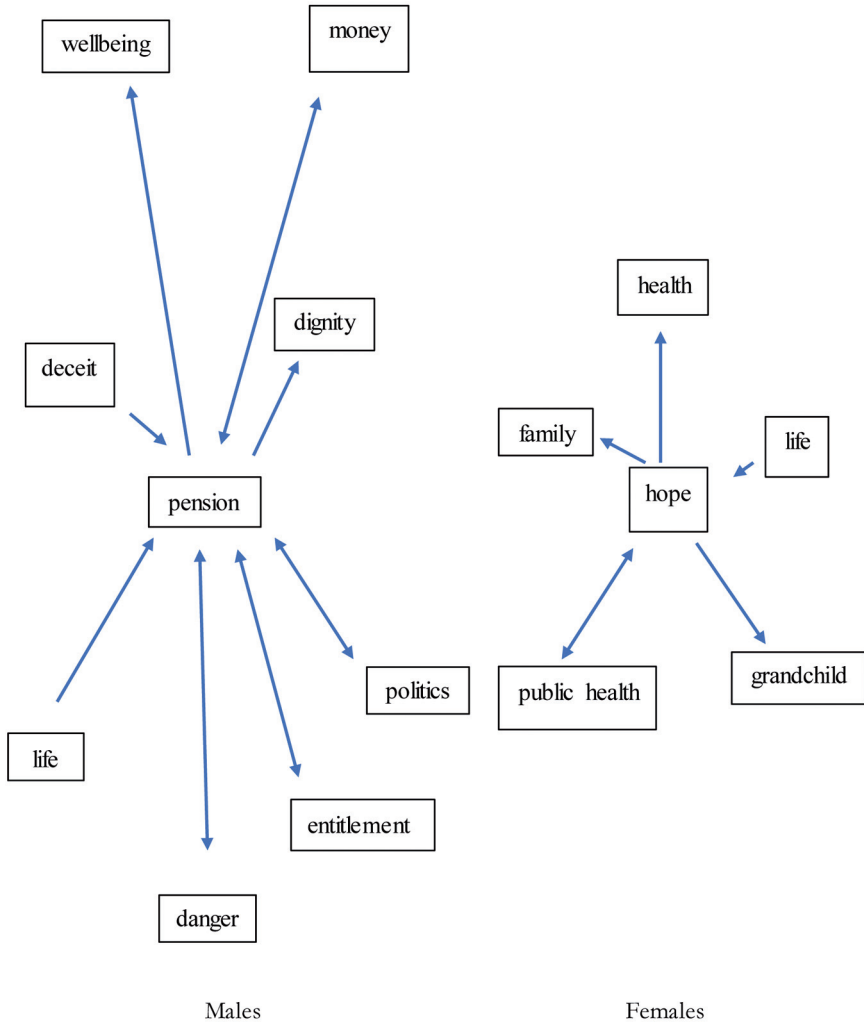 wellbeing
money
health
dignity
deceit
family
life
hope
pension
politics
public health
grandchild
life
entitlement
danger
Males
Females